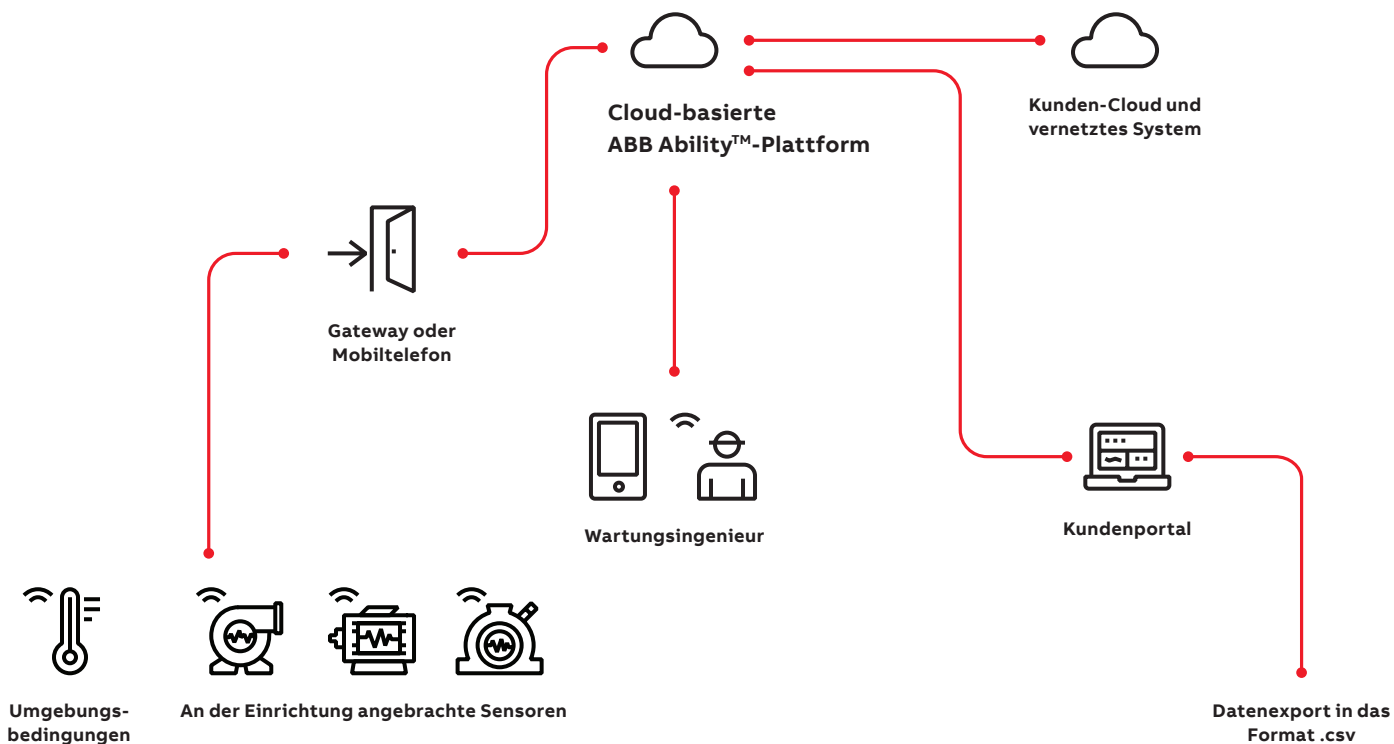 Cloud-basierte
ABB Ability™-Plattform
Kunden-Cloud und
vernetztes System
Gateway oder
Mobiltelefon
Wartungsingenieur
Kundenportal
Umgebungs-
bedingungen
An der Einrichtung angebrachte Sensoren
Datenexport in das
Format .csv